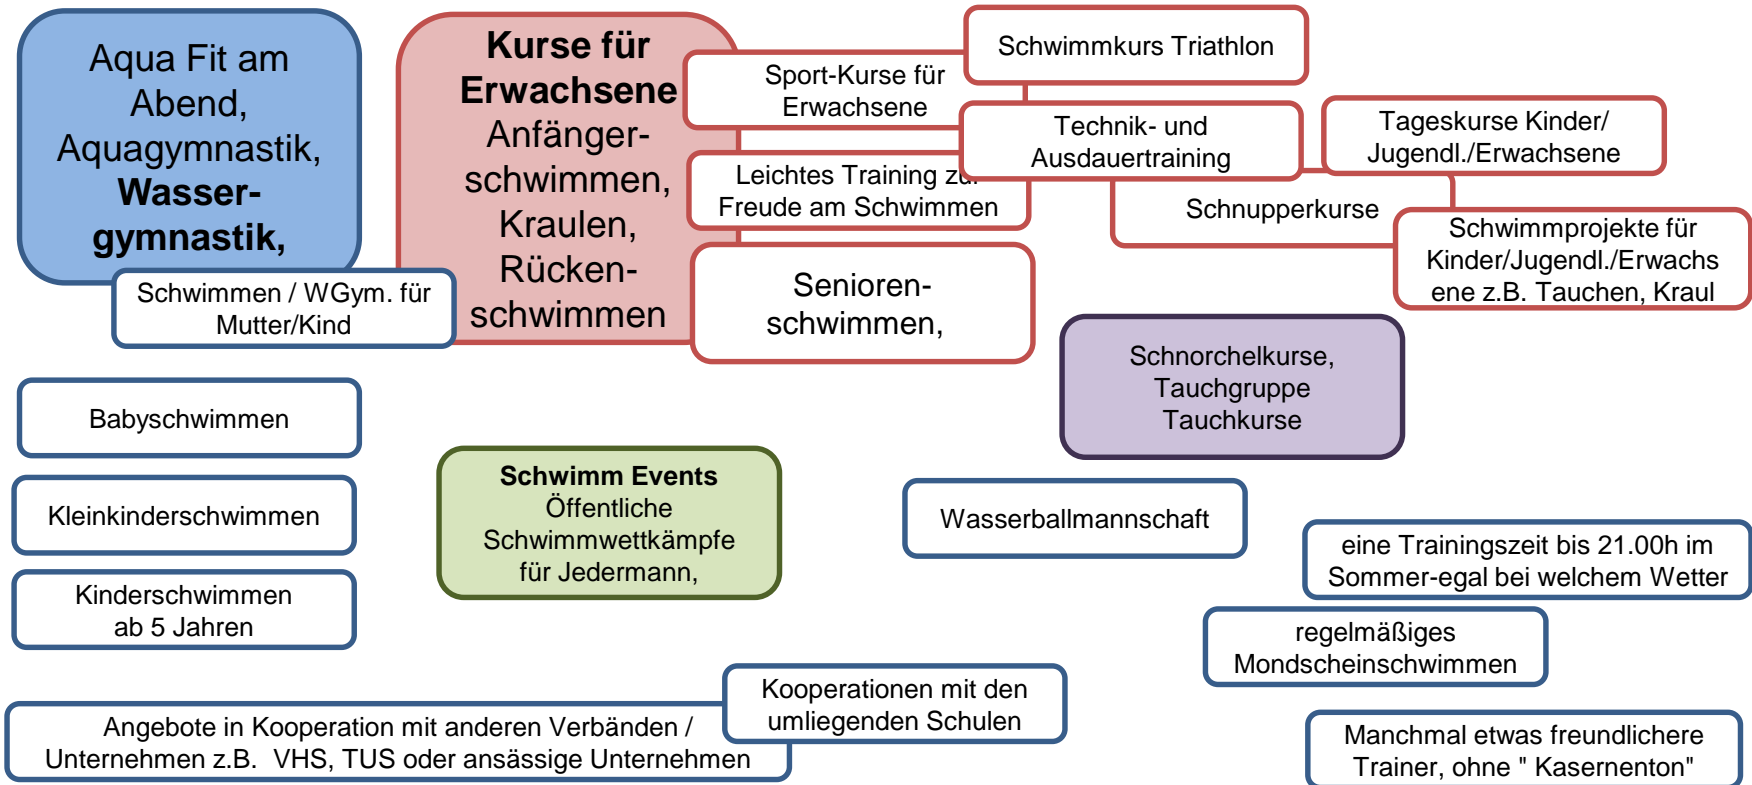 Aqua Fit am
Abend,
Aquagymnastik,
Wasser-
gymnastik,
Schwimmen / WGym. für
Mutter/Kind
Kurse für
Erwachsene
Anfänger-
schwimmen,
Kraulen,
Rücken-
schwimmen
Sport-Kurse für
Erwachsene
Leichtes Training zur
Freude am Schwimmen
Senioren-
schwimmen,
Schwimmkurs Triathlon
Technik- und
Ausdauertraining
Schnupperkurse
Tageskurse Kinder/
Jugendl./Erwachsene
Schwimmprojekte für
Kinder/Jugendl./Erwachs
ene z.B. Tauchen, Kraul
Schnorchelkurse,
Tauchgruppe
Tauchkurse
Babyschwimmen
Kleinkinderschwimmen
Kinderschwimmen
ab 5 Jahren
Schwimm Events
Öffentliche
Schwimmwettkämpfe
für Jedermann,
Wasserballmannschaft
eine Trainingszeit bis 21.00h im
Sommer-egal bei welchem Wetter
regelmäßiges
Mondscheinschwimmen
Kooperationen mit den
umliegenden Schulen
Angebote in Kooperation mit anderen Verbänden /
Unternehmen z.B. VHS, TUS oder ansässige Unternehmen
Manchmal etwas freundlichere
Trainer, ohne " Kasernenton"